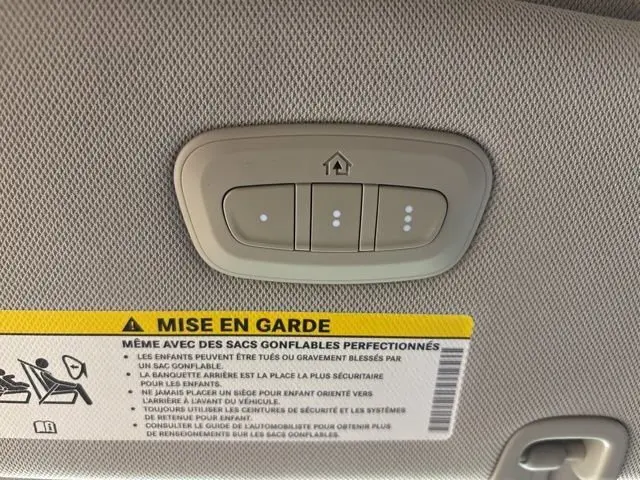 MISE EN GARDE
MÊME AVEC DES SACS GONFLABLES PERFECTIONNÉS
• LES ENFANTS PEUVENT ÊTRE TUÉS OU GRAVEMENT BLESSÉS PAR
UN SAC GONFLABLE.
• LA BANQUETTE ARRIÈRE EST LA PLACE LA PLUS SÉCURITAIRE
POUR LES ENFANTS.
• NE JAMAIS PLACER UN SIÈGE POUR ENFANT ORIENTÉ VERS
L'ARRIÈRE À L'AVANT DU VÉHICULE.
• TOUJOURS UTILISER LES CEINTURES DE SÉCURITÉ ET LES SYSTÈMES
DE RETENUE POUR ENFANT.
• CONSULTER LE GUIDE DE L'AUTOMOBILISTE POUR OBTENIR PLUS
DE RENSEIGNEMENTS SUR LES SACS GONFLABLES.